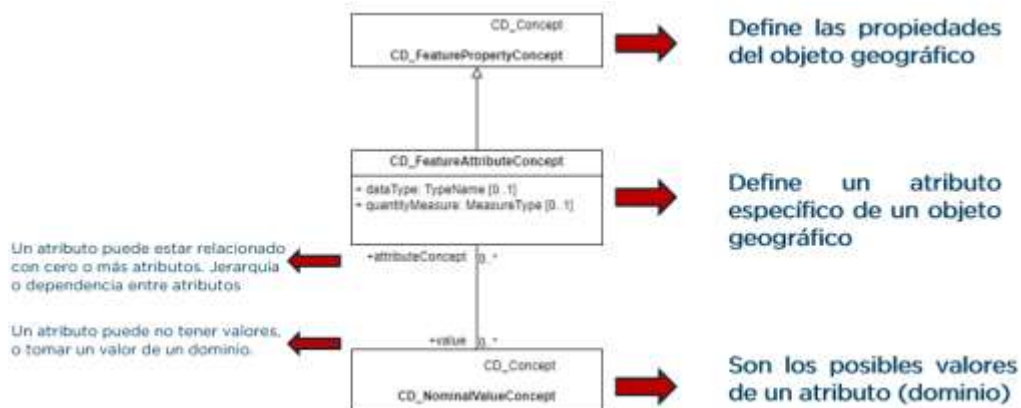 CD_Concept
CD_FeaturePropertyConcept
Define las propiedades
del objeto geográfico
CD_FeatureAttributeConcept
+ dataType: TypeName [0..1]
+ quantityMeasure: MeasureType [0..1]
Define un atributo
específico de un objeto
geográfico
Un atributo puede estar relacionado
con cero o más atributos. Jerarquía
o dependencia entre atributos
+attributeConcept 0..*
Un atributo puede no tener valores,
o tomar un valor de un dominio.
+value 0..*
CD_Concept
CD_NominalValueConcept
Son los posibles valores
de un atributo (dominio)